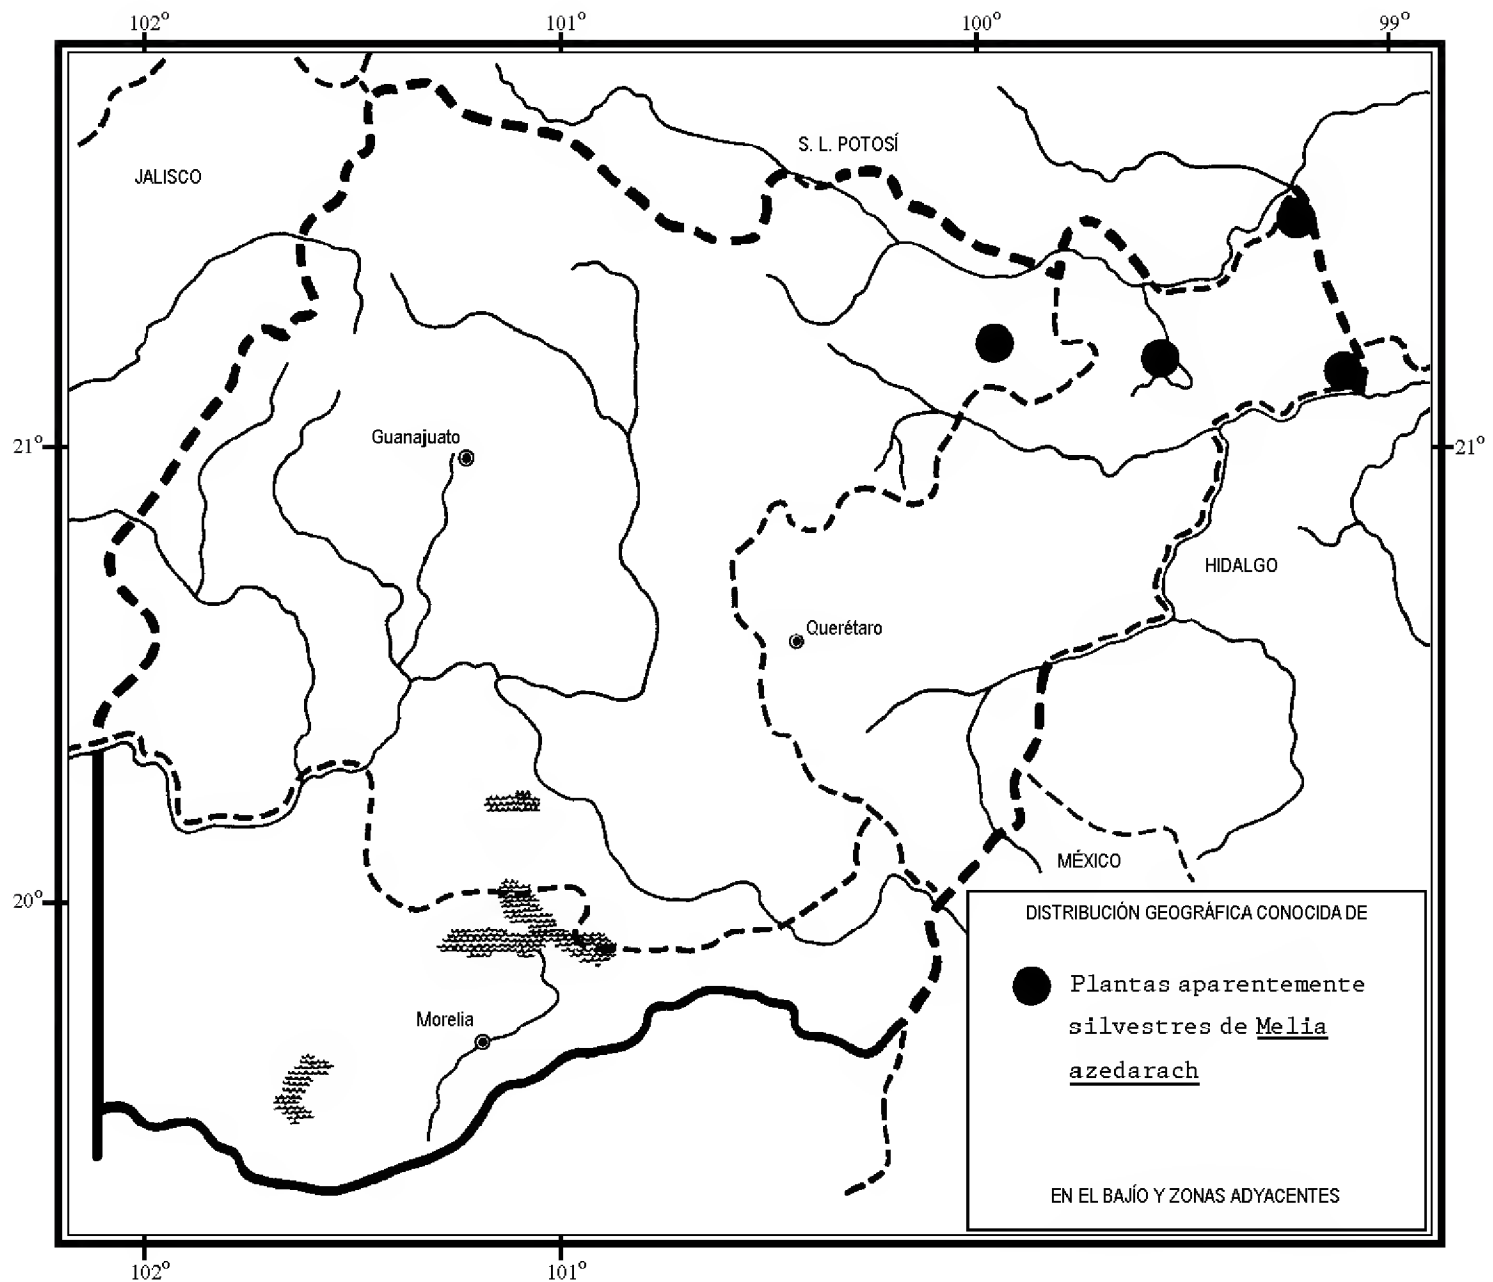 102° 101° 100° 99°
S. L. POTOSÍ
JALISCO
Guanajuato
21° 21°
HIDALGO
Querétaro
MÉXICO
20°
DISTRIBUCIÓN GEOGRÁFICA CONOCIDA DE
Plantas aparentemente
silvestres de Melia
azedarach
Morelia
EN EL BAJÍO Y ZONAS ADYACENTES
102° 101°